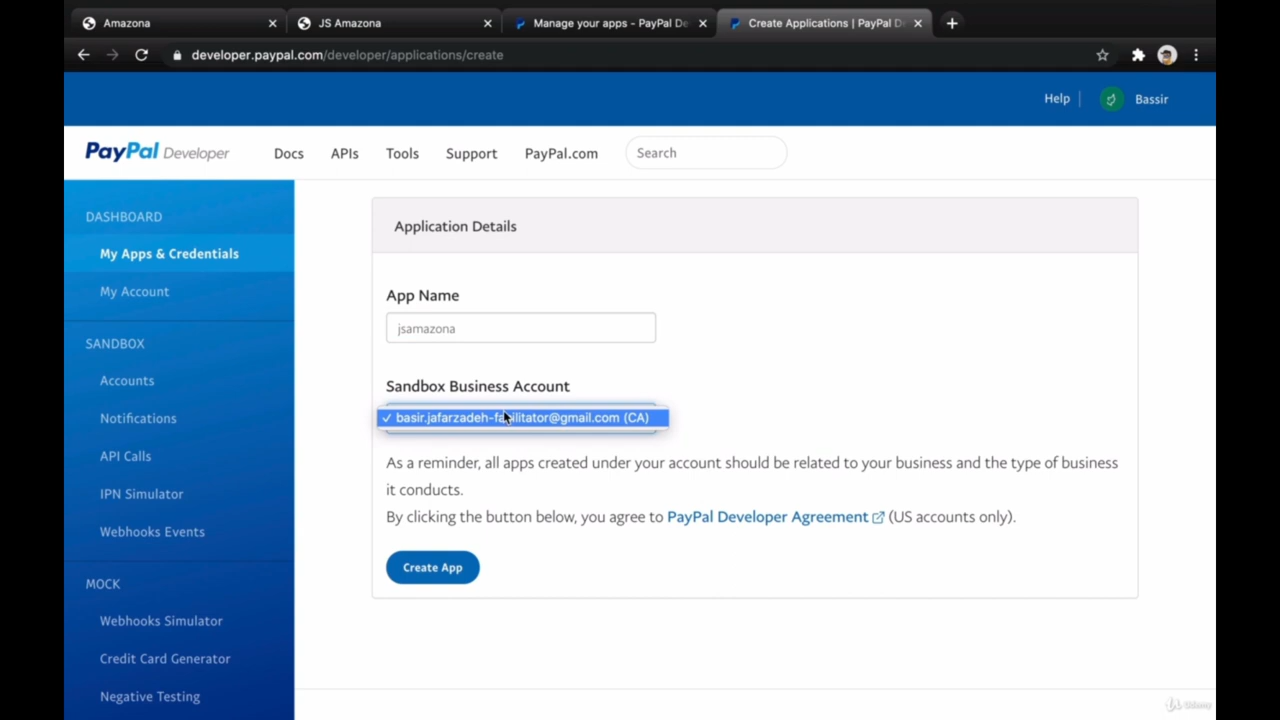 Amazona
JS Amazona
Manage your apps - PayPal De
Create Applications | PayPal D
developer.paypal.com/developer/applications/create
Help
Bassir
PayPal Developer
Docs
APIs
Tools
Support
PayPal.com
Search
DASHBOARD
My Apps & Credentials
My Account
SANDBOX
Accounts
Notifications
API Calls
IPN Simulator
Webhooks Events
MOCK
Webhooks Simulator
Credit Card Generator
Negative Testing
Application Details
App Name
jsamazona
Sandbox Business Account
✓ basir.jafarzadeh-facilitator@gmail.com (CA)
As a reminder, all apps created under your account should be related to your business and the type of business
it conducts.
By clicking the button below, you agree to PayPal Developer Agreement (US accounts only).
Create App
Udemy